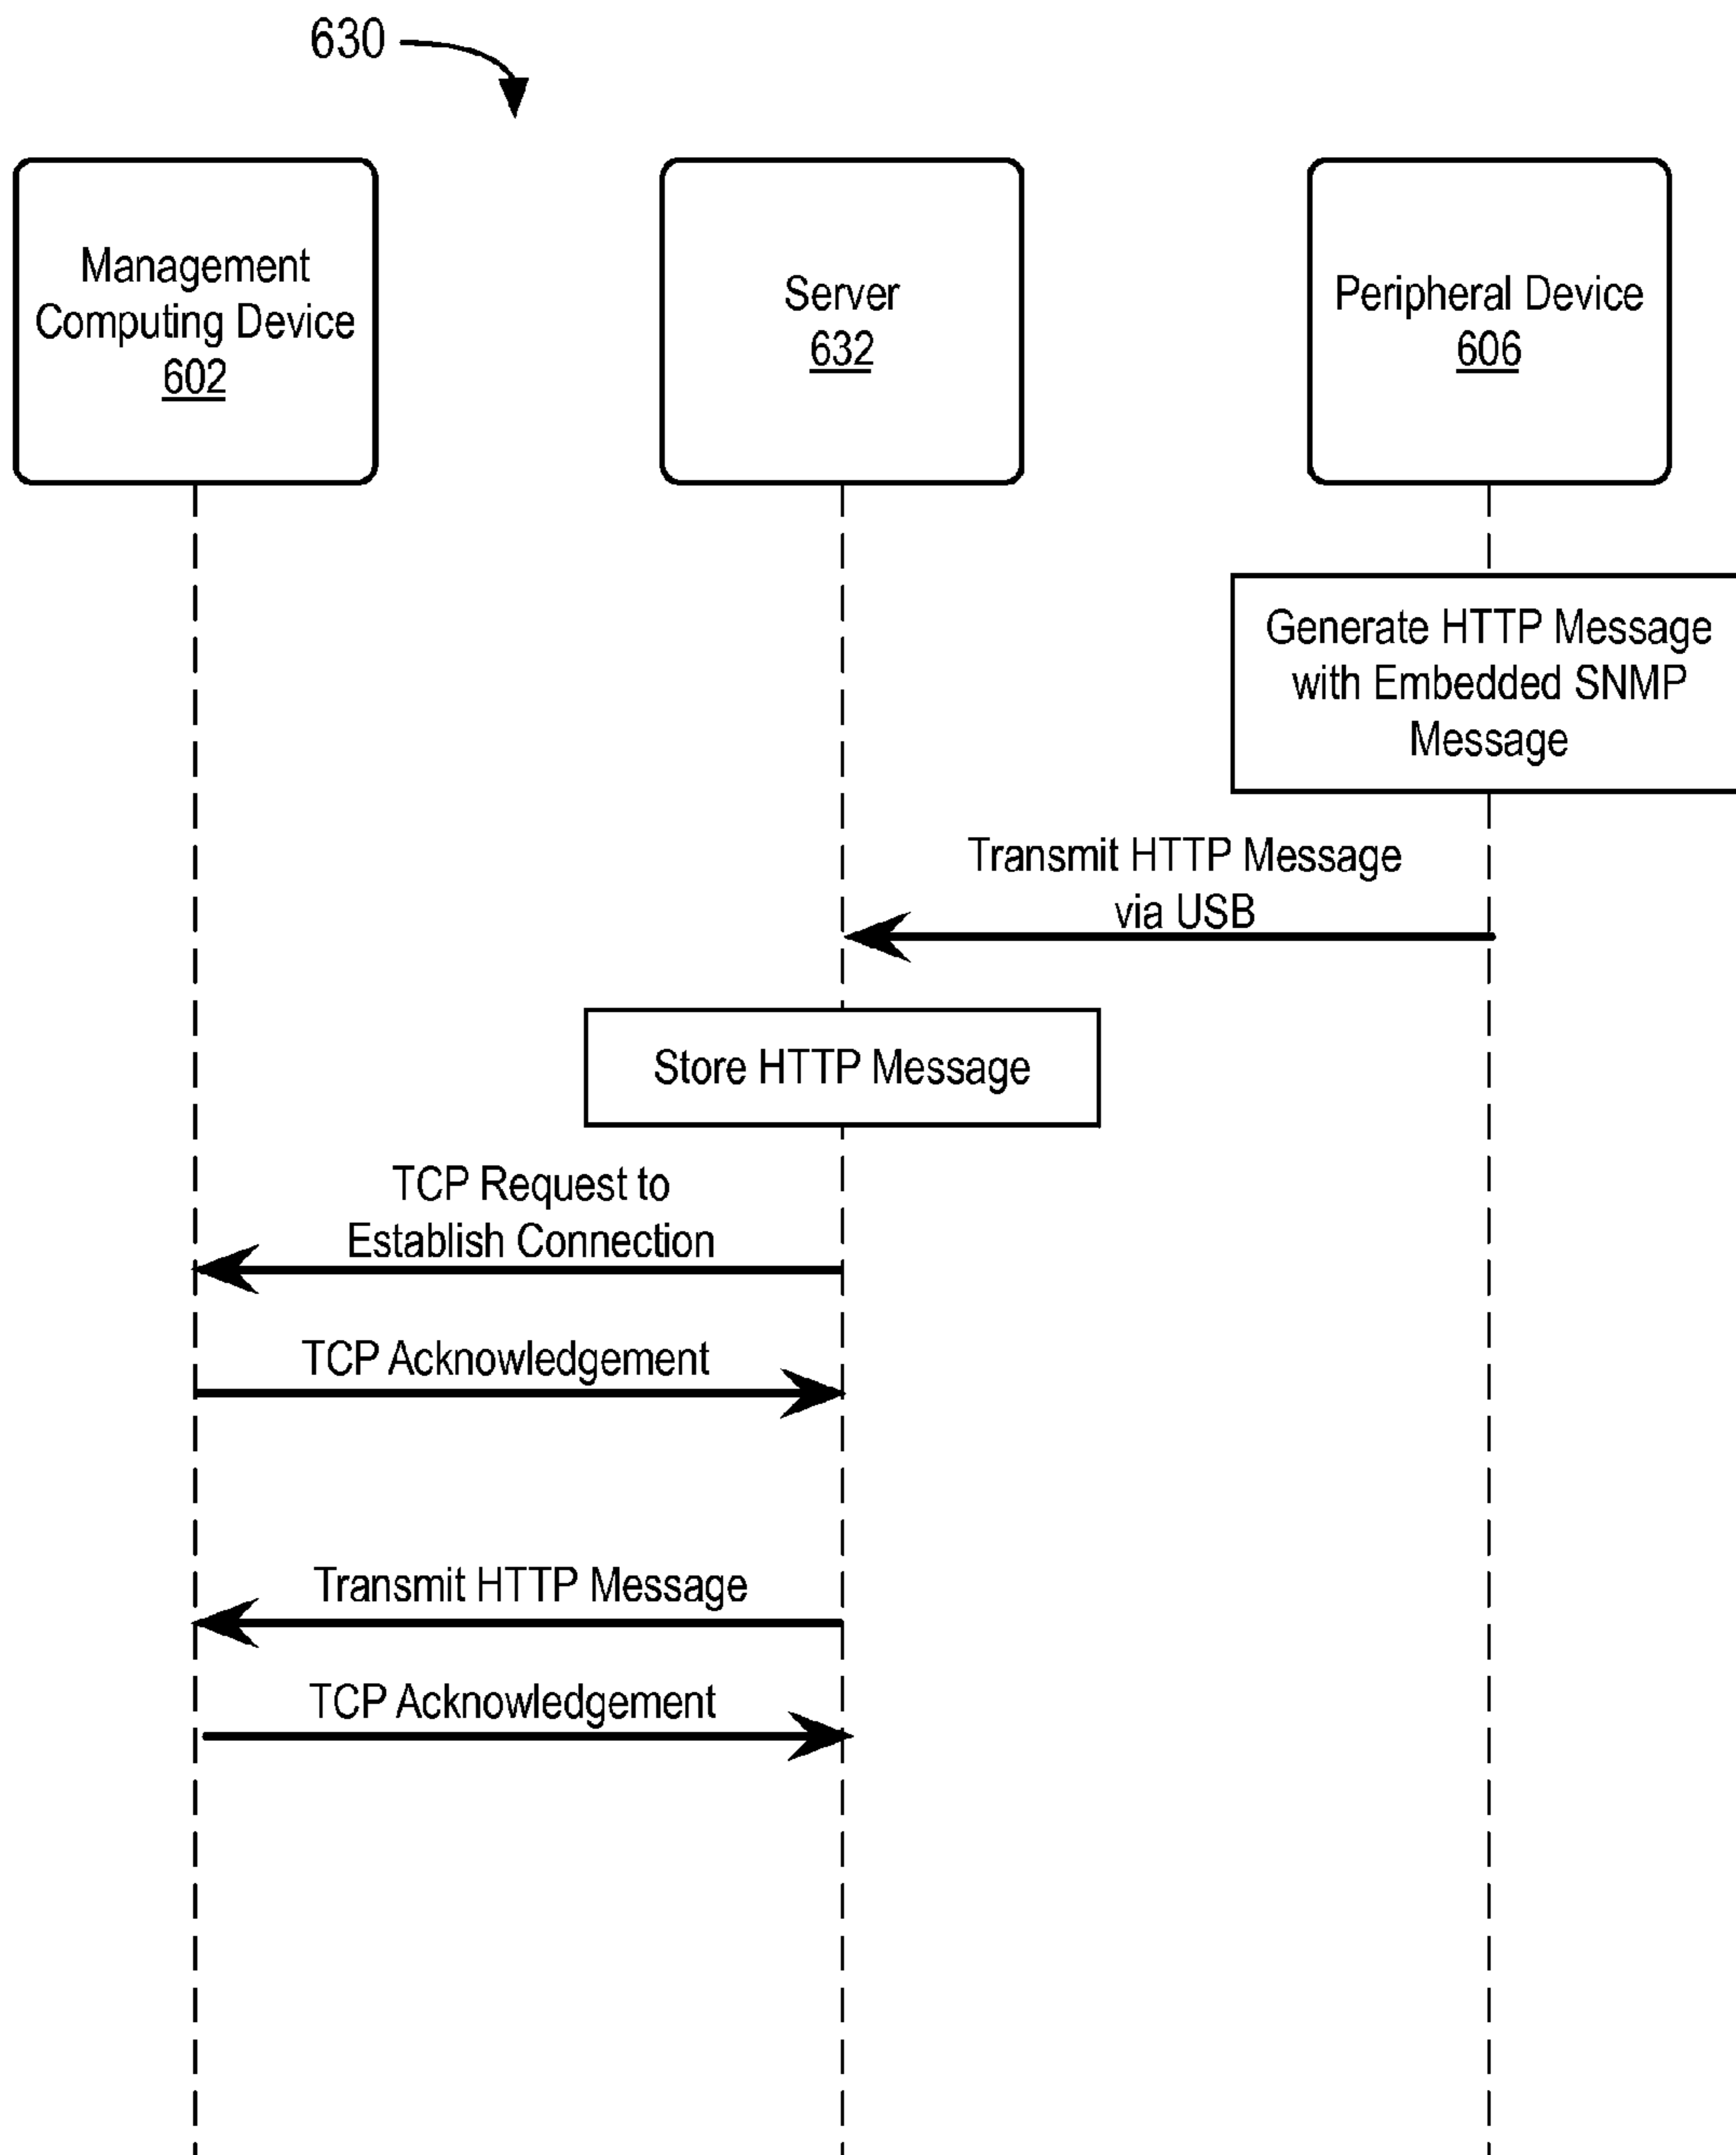 630
Management
Computing Device
602
Server
632
Peripheral Device
606
Generate HTTP Message
with Embedded SNMP
Message
Transmit HTTP Message
via USB
Store HTTP Message
TCP Request to
Establish Connection
TCP Acknowledgement
Transmit HTTP Message
TCP Acknowledgement